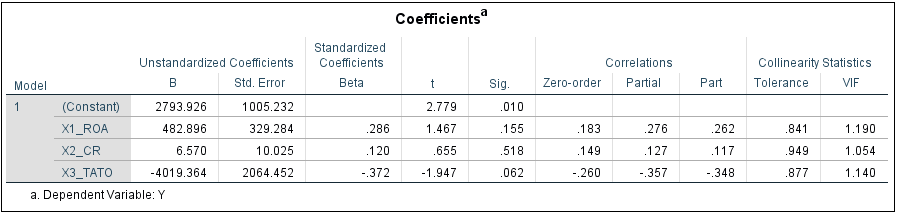 Coefficientsa
Model Unstandardized Coefficients Standardized Coefficients t Sig. Correlations Collinearity Statistics
B Std. Error Beta Zero-order Partial Part Tolerance VIF
1 (Constant) 2793.926 1005.232 2.779 .010
X1_ROA 482.896 329.284 .286 1.467 .155 .183 .276 .262 .841 1.190
X2_CR 6.570 10.025 .120 .655 .518 .149 .127 .117 .949 1.054
X3_TATO -4019.364 2064.452 -.372 -1.947 .062 -.260 -.357 -.348 .877 1.140
a. Dependent Variable: Y